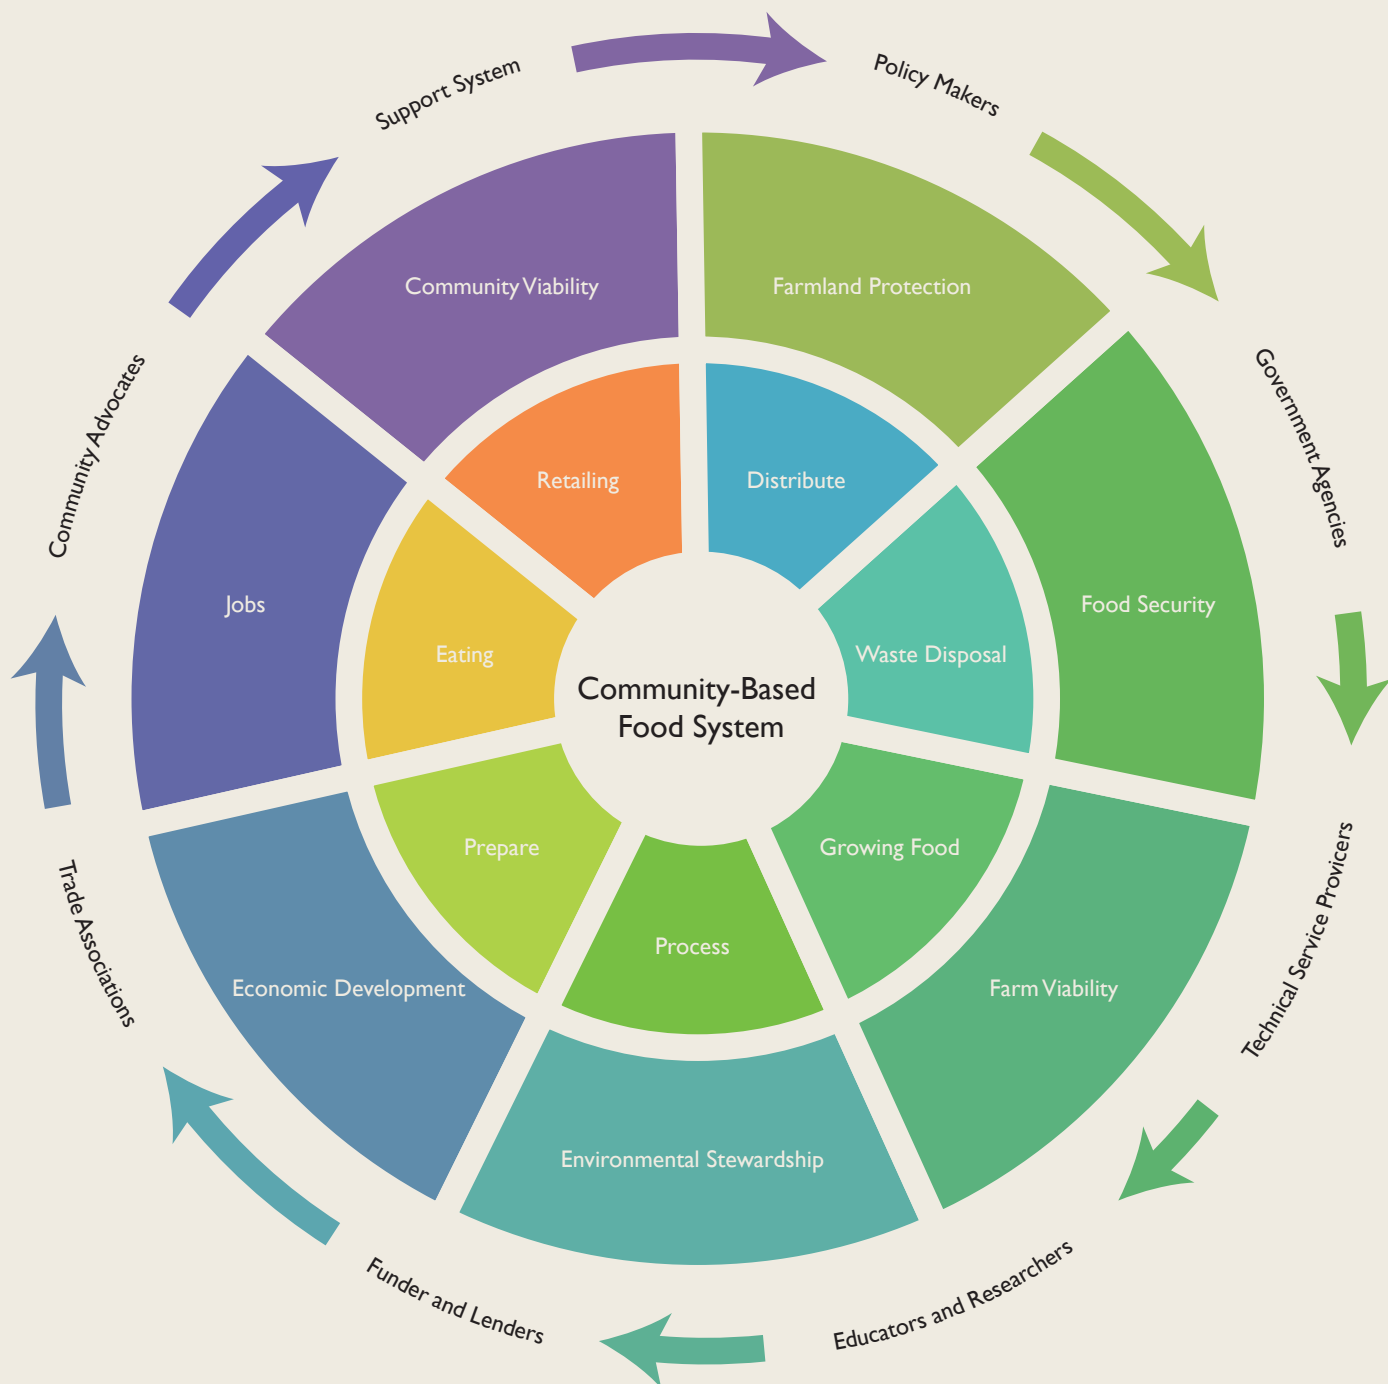 Support System
Policy Makers
Government Agencies
Technical Service Provicers
Educators and Researchers
Funder and Lenders
Trade Associations
Community Advocates
Community Viability
Farmland Protection
Food Security
Farm Viability
Environmental Stewardship
Economic Development
Jobs
Retailing
Distribute
Waste Disposal
Growing Food
Process
Prepare
Eating
Community-Based
Food System